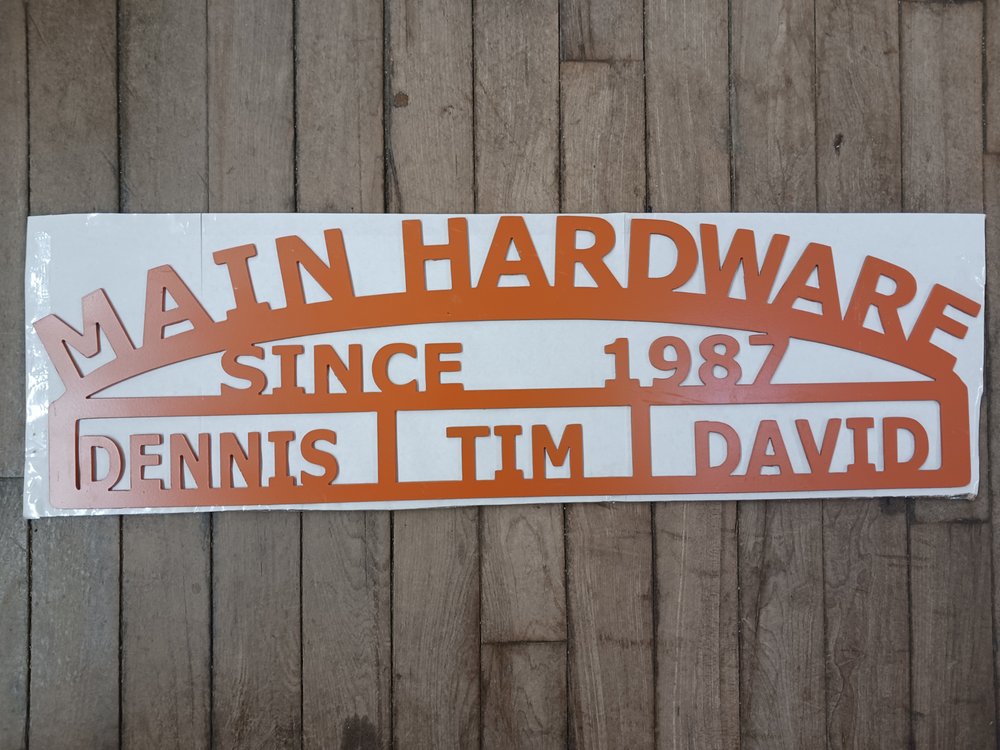 MAIN HARDWARE
SINCE 1987
DENNIS TIM DAVID